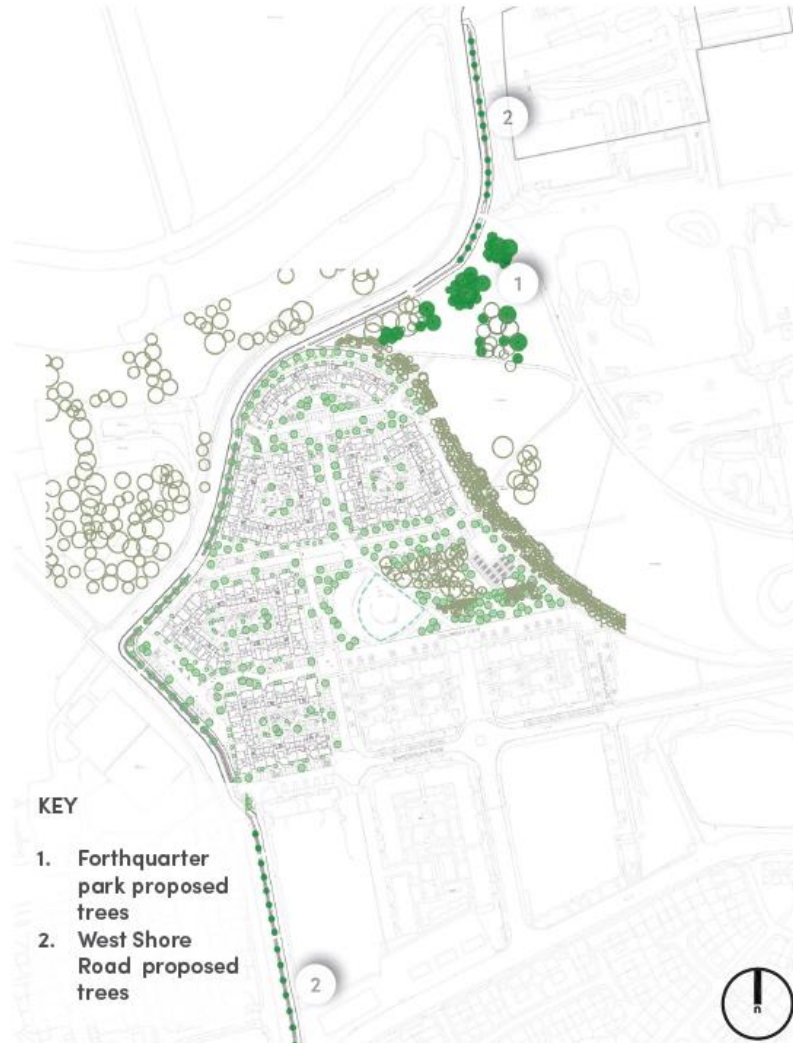 2
1
KEY
1. Forthquarter
park proposed
trees
2. West Shore
Road proposed
trees
2
n